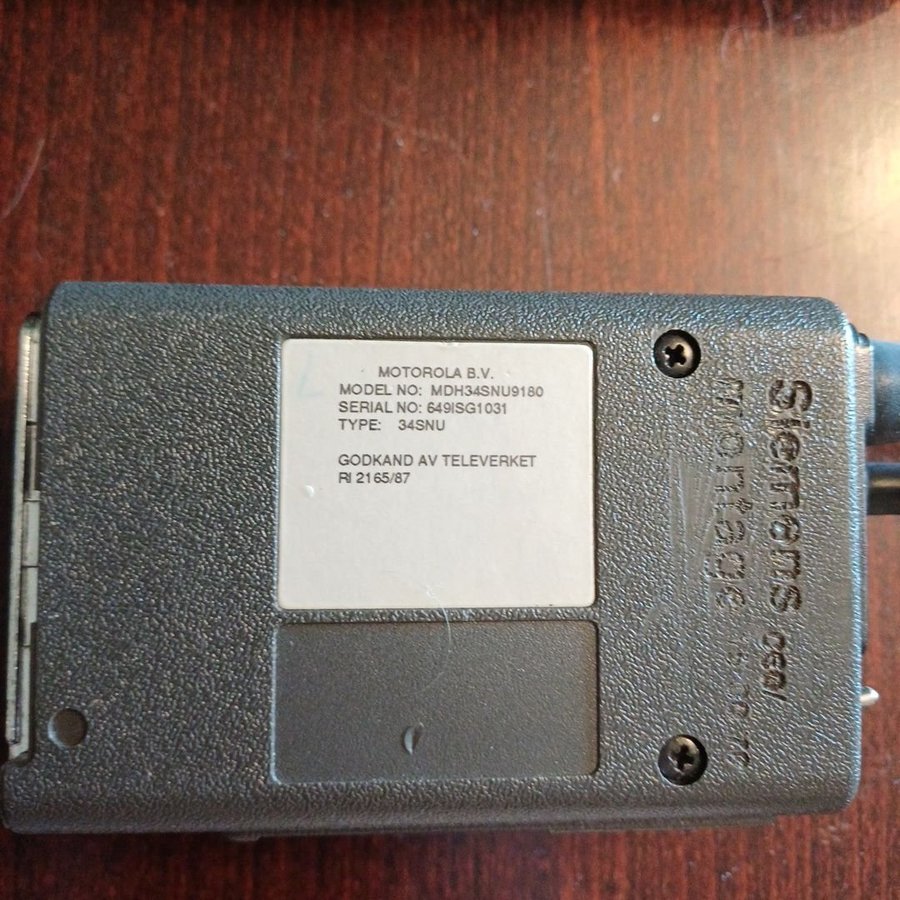 MOTOROLA B.V.
MODEL NO: MDH34SNU9180
SERIAL NO: 649ISG1031
TYPE: 34SNU
GODKAND AV TELEVERKET
RI 2165/87
Siemens
montage